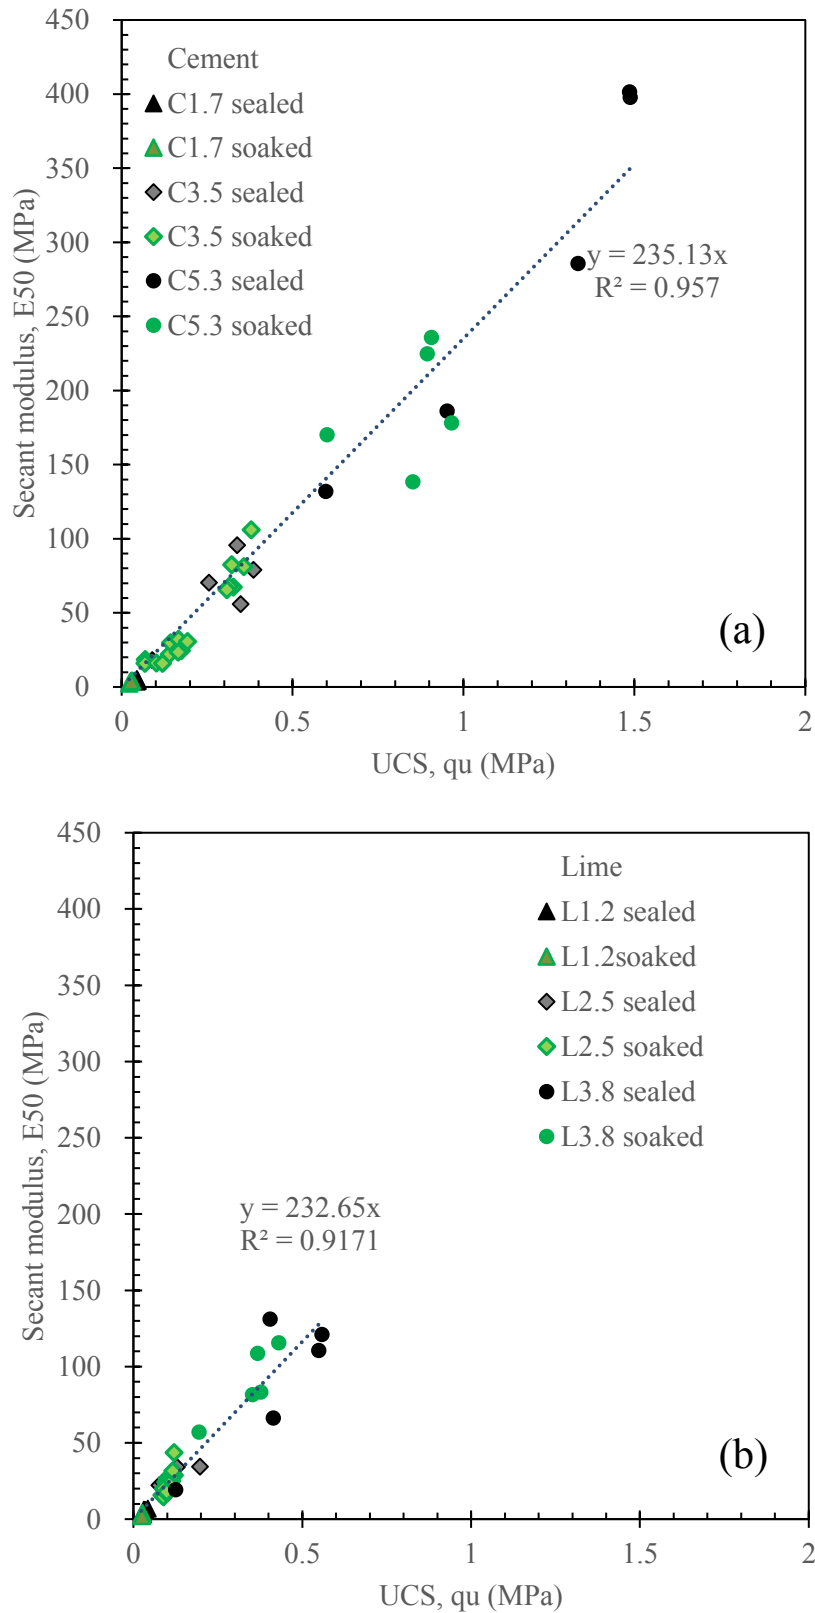 450
400
350
300
250
200
150
100
50
0
Secant modulus, E50 (MPa)
Cement
C1.7 sealed
C1.7 soaked
C3.5 sealed
C3.5 soaked
C5.3 sealed
C5.3 soaked
y = 235.13x
R² = 0.957
(a)
0 0.5 1 1.5 2
UCS, qu (MPa)
450
400
350
300
250
200
150
100
50
0
Secant modulus, E50 (MPa)
Lime
L1.2 sealed
L1.2soaked
L2.5 sealed
L2.5 soaked
L3.8 sealed
L3.8 soaked
y = 232.65x
R² = 0.9171
(b)
0 0.5 1 1.5 2
UCS, qu (MPa)